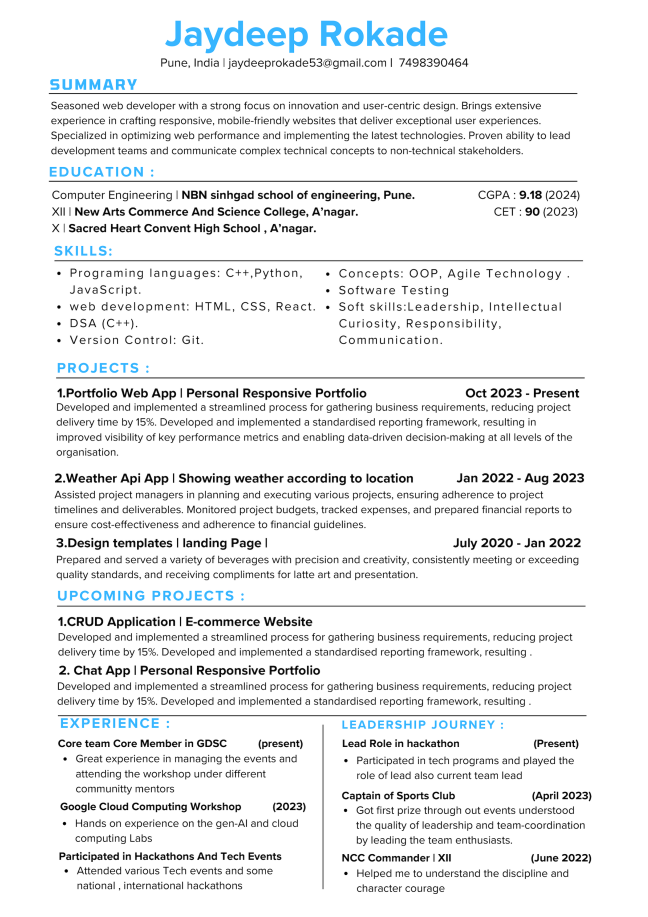 Jaydeep Rokade
Pune, India | jaydeeprokade53@gmail.com | 7498390464
SUMMARY
Seasoned web developer with a strong focus on innovation and user-centric design. Brings extensive
experience in crafting responsive, mobile-friendly websites that deliver exceptional user experiences.
Specialized in optimizing web performance and implementing the latest technologies. Proven ability to lead
development teams and communicate complex technical concepts to non-technical stakeholders.
EDUCATION :
Computer Engineering | NBN sinhgad school of engineering, Pune. CGPA : 9.18 (2024)
XII | New Arts Commerce And Science College, A'nagar. CET : 90 (2023)
X | Sacred Heart Convent High School , A'nagar.
SKILLS:
• Programing languages: C++,Python,
JavaScript.
• web development: HTML, CSS, React.
• DSA (C++).
• Version Control: Git.
• Concepts: OOP, Agile Technology .
• Software Testing
• Soft skills:Leadership, Intellectual
Curiosity, Responsibility,
Communication.
PROJECTS :
1.Portfolio Web App | Personal Responsive Portfolio Oct 2023 - Present
Developed and implemented a streamlined process for gathering business requirements, reducing project
delivery time by 15%. Developed and implemented a standardised reporting framework, resulting in
improved visibility of key performance metrics and enabling data-driven decision-making at all levels of the
organisation.
2.Weather Api App | Showing weather according to location Jan 2022 - Aug 2023
Assisted project managers in planning and executing various projects, ensuring adherence to project
timelines and deliverables. Monitored project budgets, tracked expenses, and prepared financial reports to
ensure cost-effectiveness and adherence to financial guidelines.
3.Design templates | landing Page | July 2020 - Jan 2022
Prepared and served a variety of beverages with precision and creativity, consistently meeting or exceeding
quality standards, and receiving compliments for latte art and presentation.
UPCOMING PROJECTS :
1.CRUD Application | E-commerce Website
Developed and implemented a streamlined process for gathering business requirements, reducing project
delivery time by 15%. Developed and implemented a standardised reporting framework, resulting .
2. Chat App | Personal Responsive Portfolio
Developed and implemented a streamlined process for gathering business requirements, reducing project
delivery time by 15%. Developed and implemented a standardised reporting framework, resulting .
EXPERIENCE :
Core team Core Member in GDSC (present)
• Great experience in managing the events and
attending the workshop under different
communitty mentors
Google Cloud Computing Workshop (2023)
• Hands on experience on the gen-AI and cloud
computing Labs
Participated in Hackathons And Tech Events
• Attended various Tech events and some
national , international hackathons
LEADERSHIP JOURNEY :
Lead Role in hackathon (Present)
• Participated in tech programs and played the
role of lead also current team lead
Captain of Sports Club (April 2023)
• Got first prize through out events understood
the quality of leadership and team-coordination
by leading the team enthusiasts.
NCC Commander | XII (June 2022)
• Helped me to understand the discipline and
character courage